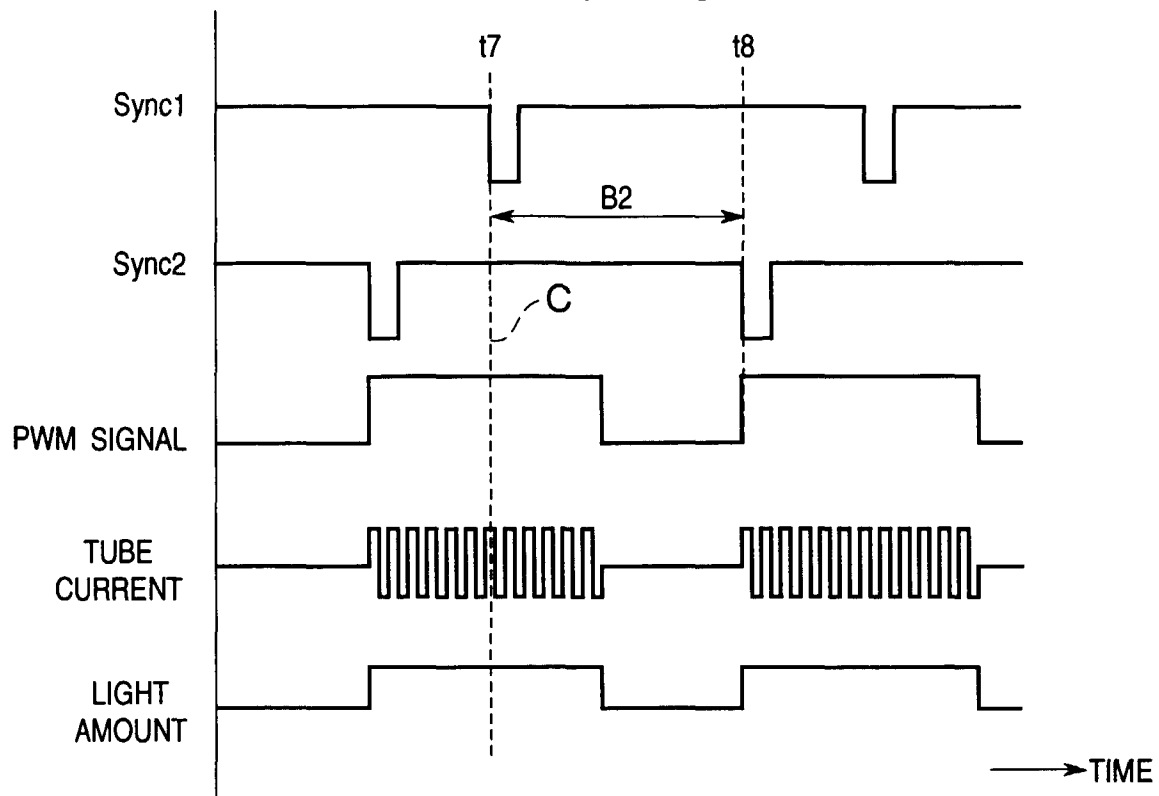 t7
t8
Sync1
B2
Sync2
C
PWM SIGNAL
TUBE
CURRENT
LIGHT
AMOUNT
TIME